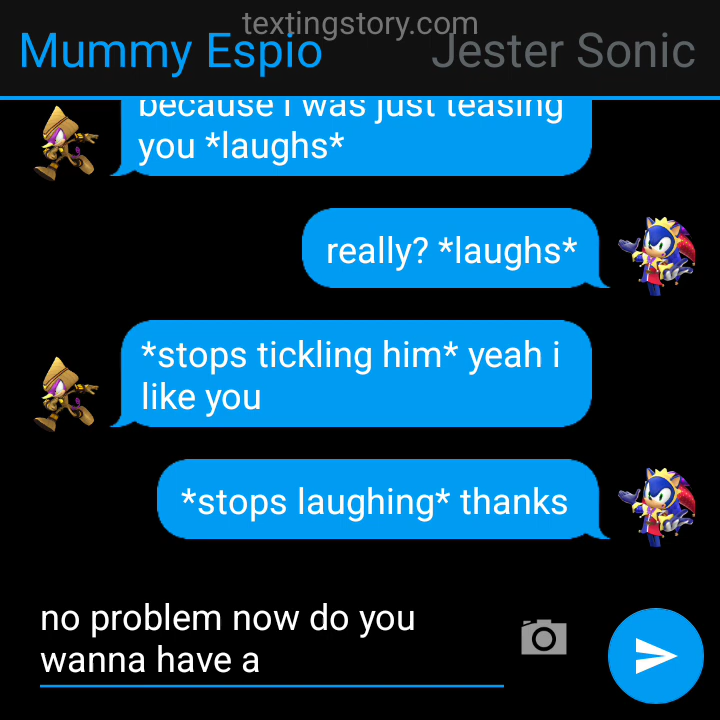 textingstory.com
Mummy Espio
Jester Sonic
because i was just teasing
you *laughs*
really? *laughs*
*stops tickling him* yeah i
like you
*stops laughing* thanks
no problem now do you
wanna have a